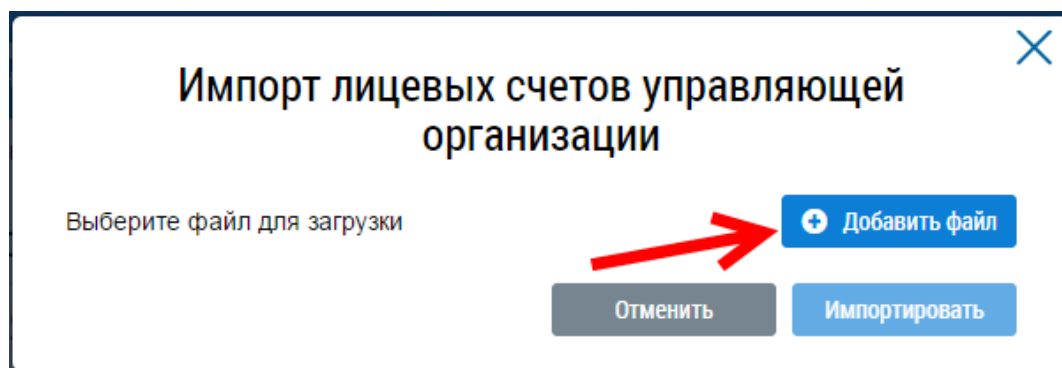 Импорт лицевых счетов управляющей
организации
Выберите файл для загрузки
Добавить файл
Отменить
Импортировать